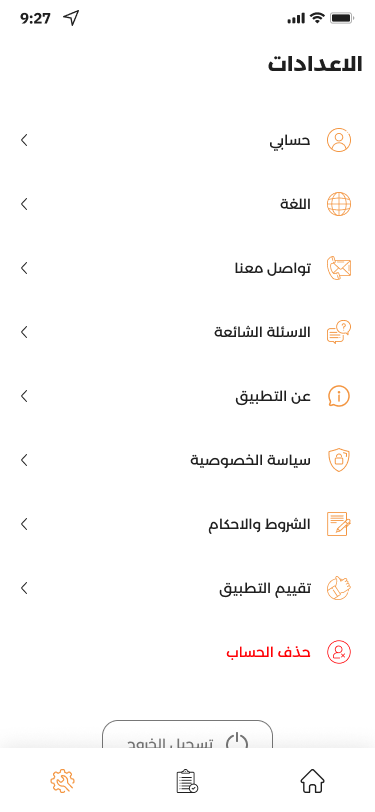 9:27
الاعدادات
حسابي
اللغة
تواصل معنا
الاسئلة الشائعة
عن التطبيق
سياسة الخصوصية
الشروط والاحكام
تقييم التطبيق
حذف الحساب
تسجيل الخروج